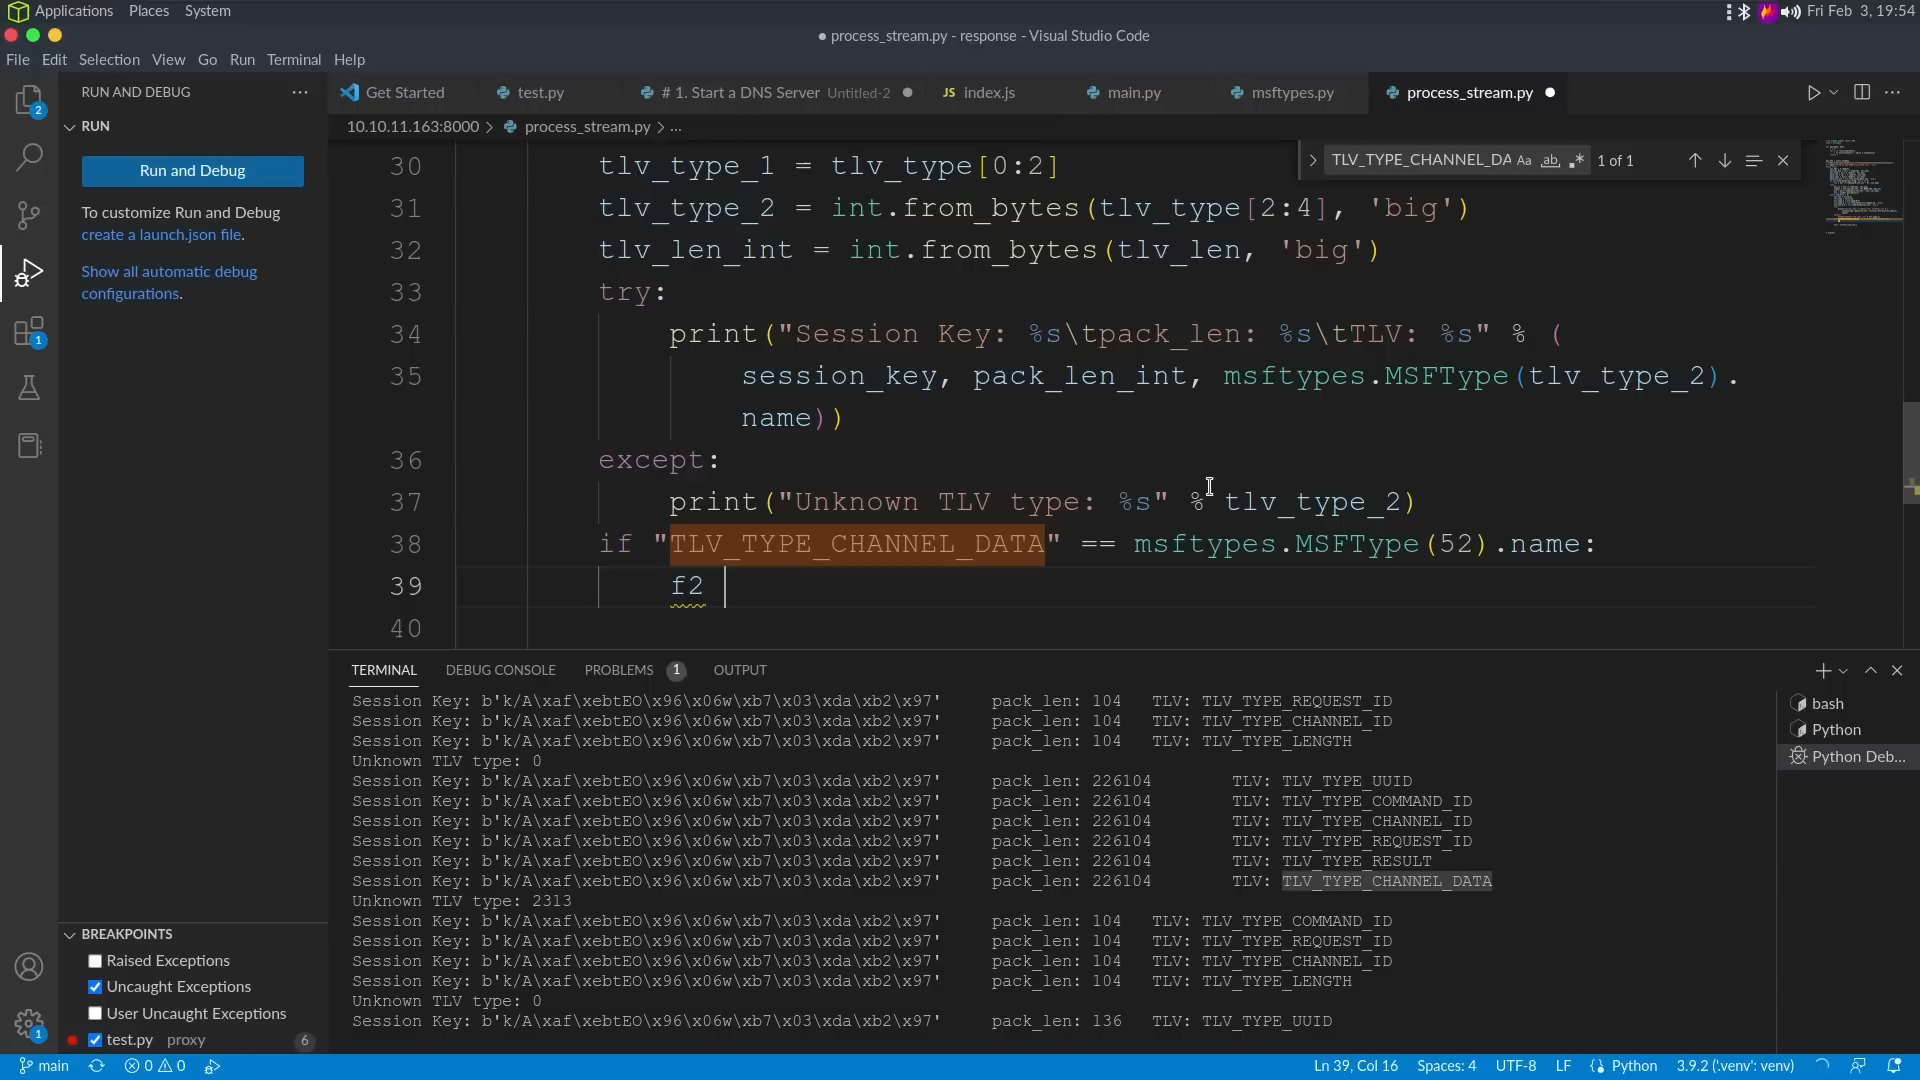 Applications Places System
Fri Feb 3, 19:54
● process_stream.py - response - Visual Studio Code
File Edit Selection View Go Run Terminal Help
RUN AND DEBUG ...
Get Started test.py # 1. Start a DNS Server Untitled-2 ● JS index.js main.py msftypes.py process_stream.py ●
2
RUN
10.10.11.163:8000 > process_stream.py > ...
Run and Debug
To customize Run and Debug
create a launch.json file.
Show all automatic debug
configurations.
1
TLV_TYPE_CHANNEL_DA Aa ab 1 of 1
30 tlv_type_1 = tlv_type[0:2]
31 tlv_type_2 = int.from_bytes(tlv_type[2:4], 'big')
32 tlv_len_int = int.from_bytes(tlv_len, 'big')
33 try:
34 print("Session Key: %s\tpack_len: %s\tTLV: %s" % (
35 session_key, pack_len_int, msftypes.MSFType(tlv_type_2).
name))
36 except:
37 print("Unknown TLV type: %s" % tlv_type_2)
38 if "TLV_TYPE_CHANNEL_DATA" == msftypes.MSFType(52).name:
39 f2
40
TERMINAL DEBUG CONSOLE PROBLEMS 1 OUTPUT
Session Key: b'k/A\xaf\xebtEO\x96\x06w\xb7\x03\xda\xb2\x97' pack_len: 104 TLV: TLV_TYPE_REQUEST_ID
Session Key: b'k/A\xaf\xebtEO\x96\x06w\xb7\x03\xda\xb2\x97' pack_len: 104 TLV: TLV_TYPE_CHANNEL_ID
Session Key: b'k/A\xaf\xebtEO\x96\x06w\xb7\x03\xda\xb2\x97' pack_len: 104 TLV: TLV_TYPE_LENGTH
Unknown TLV type: 0
Session Key: b'k/A\xaf\xebtEO\x96\x06w\xb7\x03\xda\xb2\x97' pack_len: 226104 TLV: TLV_TYPE_UUID
Session Key: b'k/A\xaf\xebtEO\x96\x06w\xb7\x03\xda\xb2\x97' pack_len: 226104 TLV: TLV_TYPE_COMMAND_ID
Session Key: b'k/A\xaf\xebtEO\x96\x06w\xb7\x03\xda\xb2\x97' pack_len: 226104 TLV: TLV_TYPE_CHANNEL_ID
Session Key: b'k/A\xaf\xebtEO\x96\x06w\xb7\x03\xda\xb2\x97' pack_len: 226104 TLV: TLV_TYPE_REQUEST_ID
Session Key: b'k/A\xaf\xebtEO\x96\x06w\xb7\x03\xda\xb2\x97' pack_len: 226104 TLV: TLV_TYPE_RESULT
Session Key: b'k/A\xaf\xebtEO\x96\x06w\xb7\x03\xda\xb2\x97' pack_len: 226104 TLV: TLV_TYPE_CHANNEL_DATA
Unknown TLV type: 2313
Session Key: b'k/A\xaf\xebtEO\x96\x06w\xb7\x03\xda\xb2\x97' pack_len: 104 TLV: TLV_TYPE_COMMAND_ID
Session Key: b'k/A\xaf\xebtEO\x96\x06w\xb7\x03\xda\xb2\x97' pack_len: 104 TLV: TLV_TYPE_REQUEST_ID
Session Key: b'k/A\xaf\xebtEO\x96\x06w\xb7\x03\xda\xb2\x97' pack_len: 104 TLV: TLV_TYPE_CHANNEL_ID
Session Key: b'k/A\xaf\xebtEO\x96\x06w\xb7\x03\xda\xb2\x97' pack_len: 104 TLV: TLV_TYPE_LENGTH
Unknown TLV type: 0
Session Key: b'k/A\xaf\xebtEO\x96\x06w\xb7\x03\xda\xb2\x97' pack_len: 136 TLV: TLV_TYPE_UUID
bash
Python
Python Deb...
BREAKPOINTS
Raised Exceptions
Uncaught Exceptions
User Uncaught Exceptions
test.py proxy 6
1
main 0 0 Ln 39, Col 16 Spaces: 4 UTF-8 LF Python 3.9.2 ('.venv': venv)